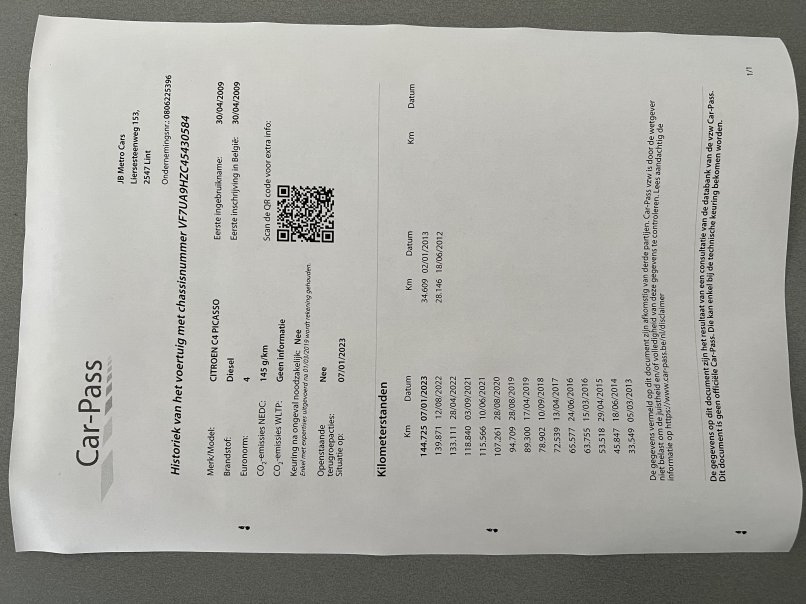 Car-Pass
JB Metro Cars
Liersesteenweg 153,
2547 Lint
Ondernemingsnr.: 0806225396
Historiek van het voertuig met chassisnummer VF7UA9HZC45430584
Merk/Model: CITROEN C4 PICASSO
Brandstof: Diesel
Euronorm: 4
CO2-emissies NEDC: 145 g/km
CO2-emissies WLTP: Geen informatie
Keuring na ongeval noodzakelijk: Nee
Enkel met expertises uitgevoerd na 01/03/2019 wordt rekening gehouden.
Openstaande terugroepacties: Nee
Situatie op: 07/01/2023
Eerste ingebruikname: 30/04/2009
Eerste inschrijving in België: 30/04/2009
Scan de QR code voor extra info:
Kilometerstanden
Km Datum Km Datum Km Datum
144.725 07/01/2023 34.609 02/01/2013
139.871 12/08/2022 28.146 18/06/2012
133.111 28/04/2022
118.840 03/09/2021
115.566 10/06/2021
107.261 28/08/2020
94.709 28/08/2019
89.300 17/04/2019
78.902 10/09/2018
72.539 13/04/2017
65.577 24/06/2016
63.755 15/03/2016
53.518 29/04/2015
45.847 18/06/2014
33.549 05/03/2013
De gegevens vermeld op dit document zijn afkomstig van derde partijen. Car-Pass vzw is door de wetgever
niet belast om de juistheid en/of volledigheid van deze gegevens te controleren. Lees aandachtig de
informatie op https://www.car-pass.be/nl/disclaimer
De gegevens op dit document zijn het resultaat van een consultatie van de databank van de vzw Car-Pass.
Dit document is geen officiële Car-Pass. Die kan enkel bij de technische keuring bekomen worden.
1/1